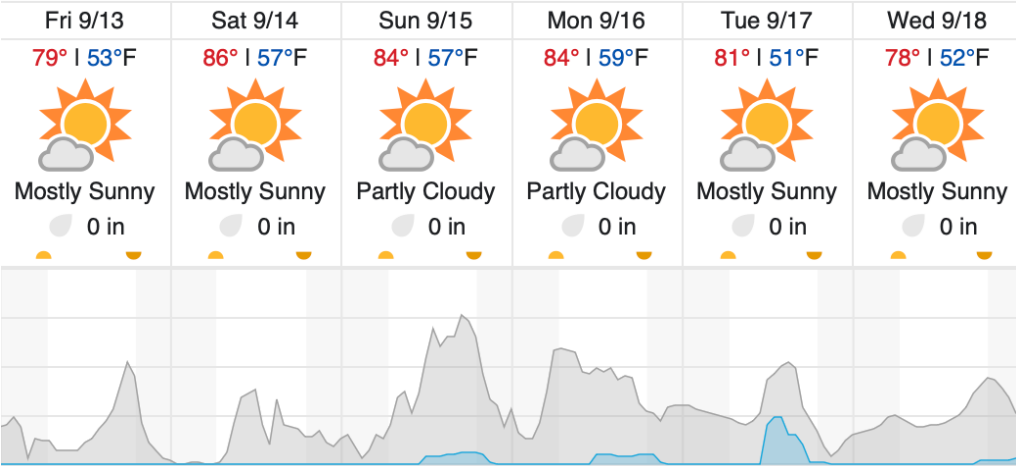 Fri 9/13 Sat 9/14 Sun 9/15 Mon 9/16 Tue 9/17 Wed 9/18
79° | 53°F 86° | 57°F 84° | 57°F 84° | 59°F 81° | 51°F 78° | 52°F
Mostly Sunny Mostly Sunny Partly Cloudy Partly Cloudy Mostly Sunny Mostly Sunny
0 in 0 in 0 in 0 in 0 in 0 in